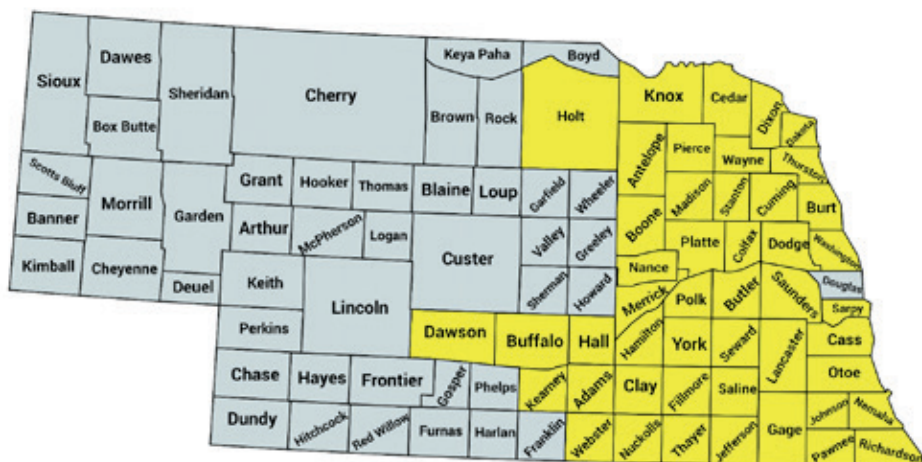 Sioux
Dawes
Sheridan
Cherry
Keya Paha
Boyd
Box Butte
Brown
Rock
Holt
Knox
Cedar
Dixon
Dakota
Scotts Bluff
Morrill
Garden
Grant
Hooker
Thomas
Blaine
Loup
Garfield
Wheeler
Antelope
Pierce
Wayne
Thurston
Banner
Arthur
McPherson
Logan
Custer
Valley
Greeley
Boone
Madison
Stanton
Cuming
Burt
Kimball
Cheyenne
Deuel
Keith
Lincoln
Sherman
Howard
Nance
Platte
Colfax
Dodge
Washington
Perkins
Dawson
Buffalo
Hall
Merrick
Polk
Butler
Saunders
Douglas
Sarpy
Chase
Hayes
Frontier
Gosper
Phelps
Kearney
Adams
Hamilton
York
Seward
Lancaster
Cass
Otoe
Dundy
Hitchcock
Red Willow
Furnas
Harlan
Franklin
Webster
Clay
Nuckolls
Fillmore
Thayer
Saline
Jefferson
Gage
Johnson
Nemaha
Pawnee
Richardson